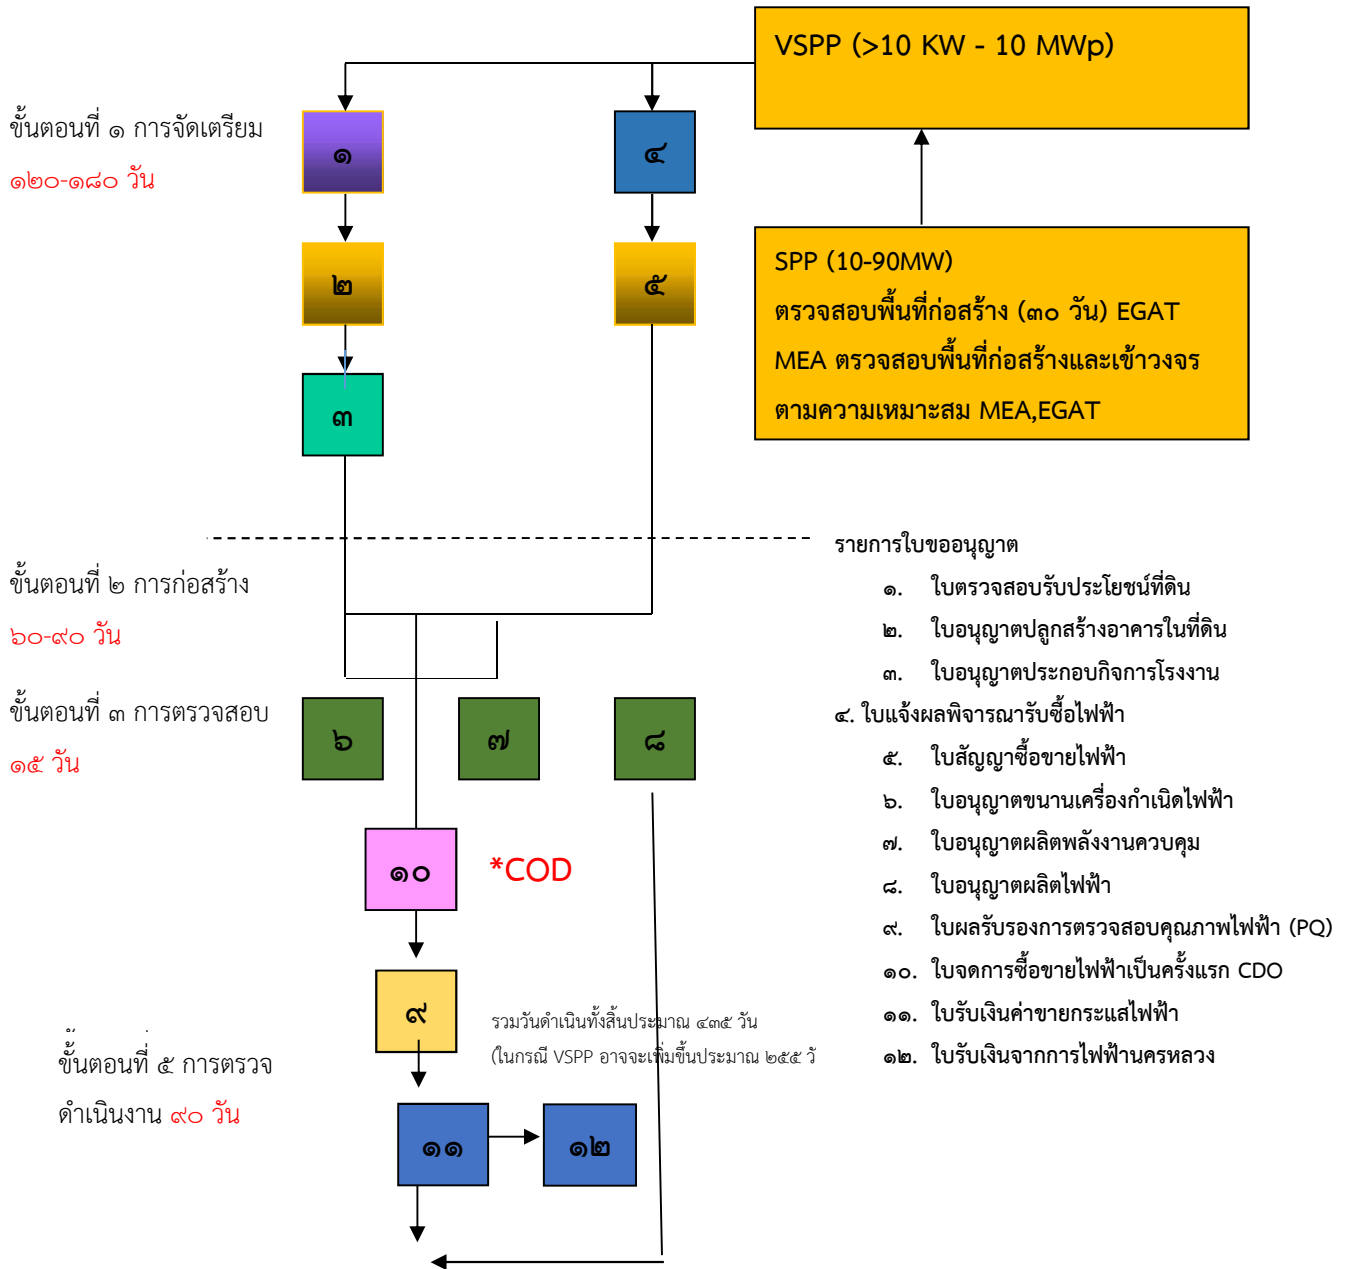 VSPP (>10 KW - 10 MWp)
ขั้นตอนที่ ๑ การจัดเตรียม
๑๒๐-๑๘๐ วัน
๑
๔
๒
๕
SPP (10-90MW)
ตรวจสอบพื้นที่ก่อสร้าง (๓๐ วัน) EGAT
MEA ตรวจสอบพื้นที่ก่อสร้างและเข้าวงจร
ตามความเหมาะสม MEA,EGAT
๓
รายการใบขออนุญาต
ขั้นตอนที่ ๒ การก่อสร้าง
๖๐-๙๐ วัน
๑. ใบตรวจสอบรับประโยชน์ที่ดิน
๒. ใบอนุญาตปลูกสร้างอาคารในที่ดิน
๓. ใบอนุญาตประกอบกิจการโรงงาน
๔. ใบแจ้งผลพิจารณารับซื้อไฟฟ้า
๕. ใบสัญญาซื้อขายไฟฟ้า
๖. ใบอนุญาตขนานเครื่องกำเนิดไฟฟ้า
๗. ใบอนุญาตผลิตพลังงานควบคุม
๘. ใบอนุญาตผลิตไฟฟ้า
๙. ใบผลรับรองการตรวจสอบคุณภาพไฟฟ้า (PQ)
๑๐. ใบจดการซื้อขายไฟฟ้าเป็นครั้งแรก CDO
๑๑. ใบรับเงินค่าขายกระแสไฟฟ้า
๑๒. ใบรับเงินจากการไฟฟ้านครหลวง
ขั้นตอนที่ ๓ การตรวจสอบ
๑๕ วัน
๖
๗
๘
๑๐
*COD
๙
รวมวันดำเนินทั้งสิ้นประมาณ ๔๓๕ วัน
(ในกรณี VSPP อาจจะเพิ่มขึ้นประมาณ ๒๕๕ วั
ขั้นตอนที่ ๕ การตรวจ
ดำเนินงาน ๙๐ วัน
๑๑
๑๒